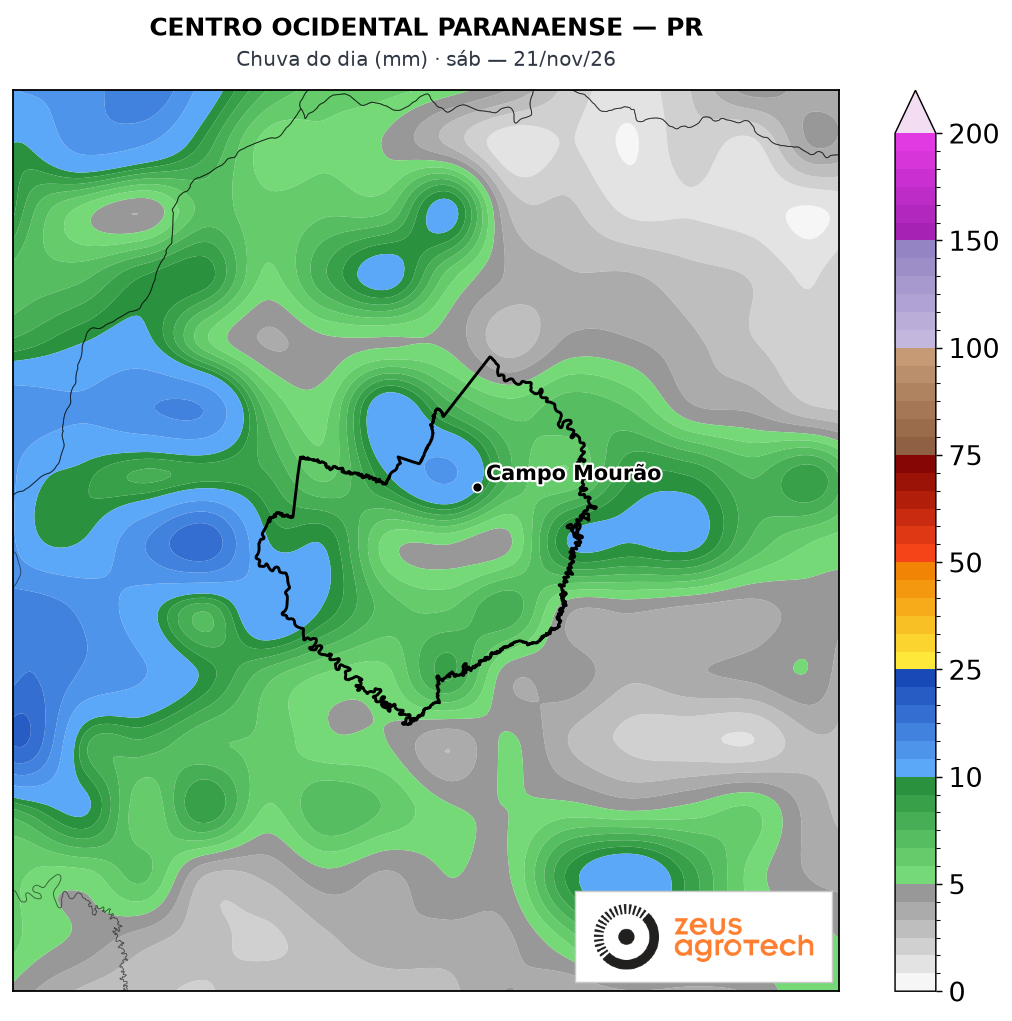 CENTRO OCIDENTAL PARANAENSE — PR
Chuva do dia (mm) · sáb — 21/nov/26
200
150
100
75
50
25
10
5
0
Campo Mourão
zeus
agrotech